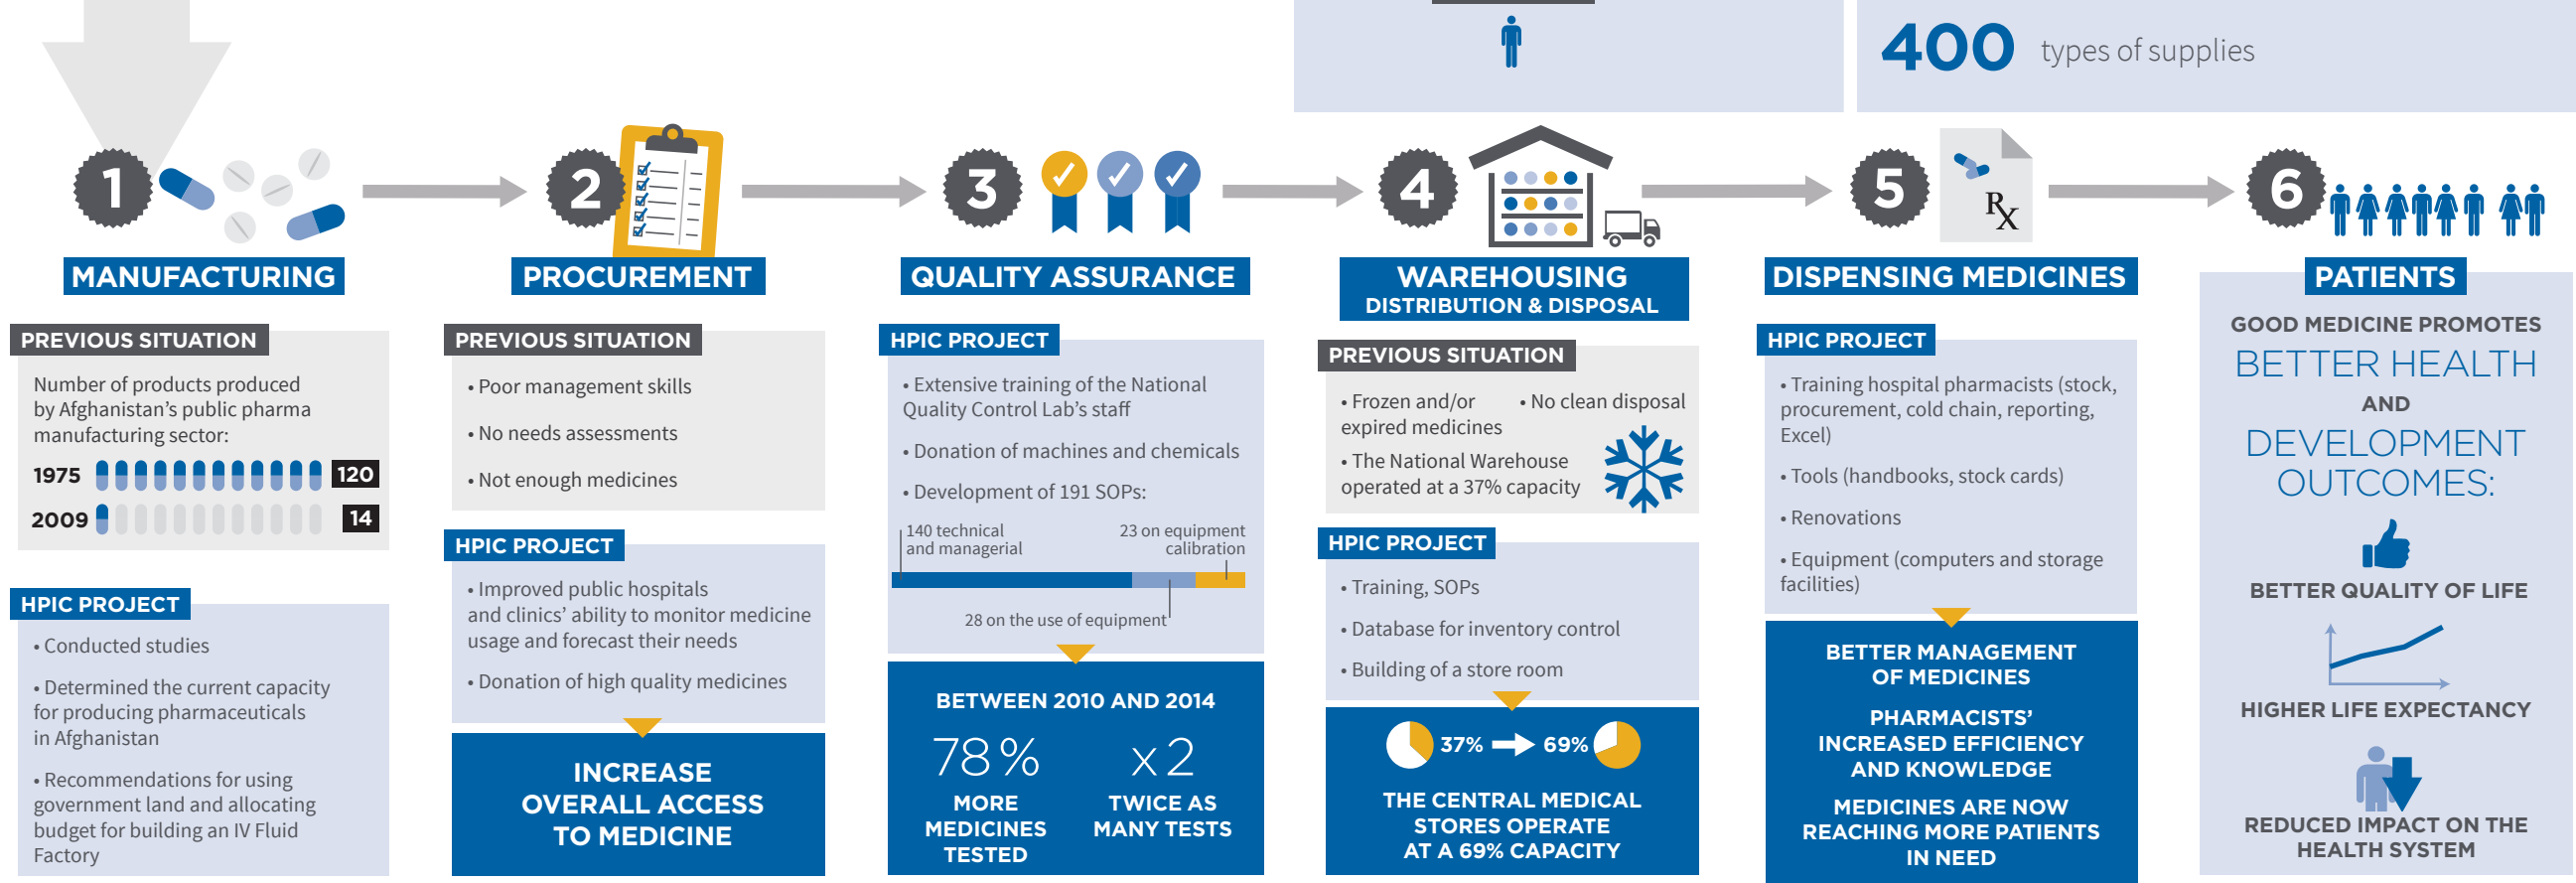 400 types of supplies
1
MANUFACTURING
PREVIOUS SITUATION
Number of products produced
by Afghanistan's public pharma
manufacturing sector:
1975 120
2009 14
HPIC PROJECT
• Conducted studies
• Determined the current capacity
for producing pharmaceuticals
in Afghanistan
• Recommendations for using
government land and allocating
budget for building an IV Fluid
Factory
2
PROCUREMENT
PREVIOUS SITUATION
• Poor management skills
• No needs assessments
• Not enough medicines
HPIC PROJECT
• Improved public hospitals
and clinics' ability to monitor medicine
usage and forecast their needs
• Donation of high quality medicines
INCREASE
OVERALL ACCESS
TO MEDICINE
3
QUALITY ASSURANCE
HPIC PROJECT
• Extensive training of the National
Quality Control Lab's staff
• Donation of machines and chemicals
• Development of 191 SOPs:
140 technical
and managerial
23 on equipment
calibration
28 on the use of equipment
BETWEEN 2010 AND 2014
78%
MORE
MEDICINES
TESTED
x2
TWICE AS
MANY TESTS
4
WAREHOUSING
DISTRIBUTION & DISPOSAL
PREVIOUS SITUATION
• Frozen and/or
expired medicines
• No clean disposal
• The National Warehouse
operated at a 37% capacity
HPIC PROJECT
• Training, SOPs
• Database for inventory control
• Building of a store room
37% 69%
THE CENTRAL MEDICAL
STORES OPERATE
AT A 69% CAPACITY
5
Rx
DISPENSING MEDICINES
HPIC PROJECT
• Training hospital pharmacists (stock,
procurement, cold chain, reporting,
Excel)
• Tools (handbooks, stock cards)
• Renovations
• Equipment (computers and storage
facilities)
BETTER MANAGEMENT
OF MEDICINES
PHARMACISTS'
INCREASED EFFICIENCY
AND KNOWLEDGE
MEDICINES ARE NOW
REACHING MORE PATIENTS
IN NEED
6
PATIENTS
GOOD MEDICINE PROMOTES
BETTER HEALTH
AND
DEVELOPMENT
OUTCOMES:
BETTER QUALITY OF LIFE
HIGHER LIFE EXPECTANCY
REDUCED IMPACT ON THE
HEALTH SYSTEM